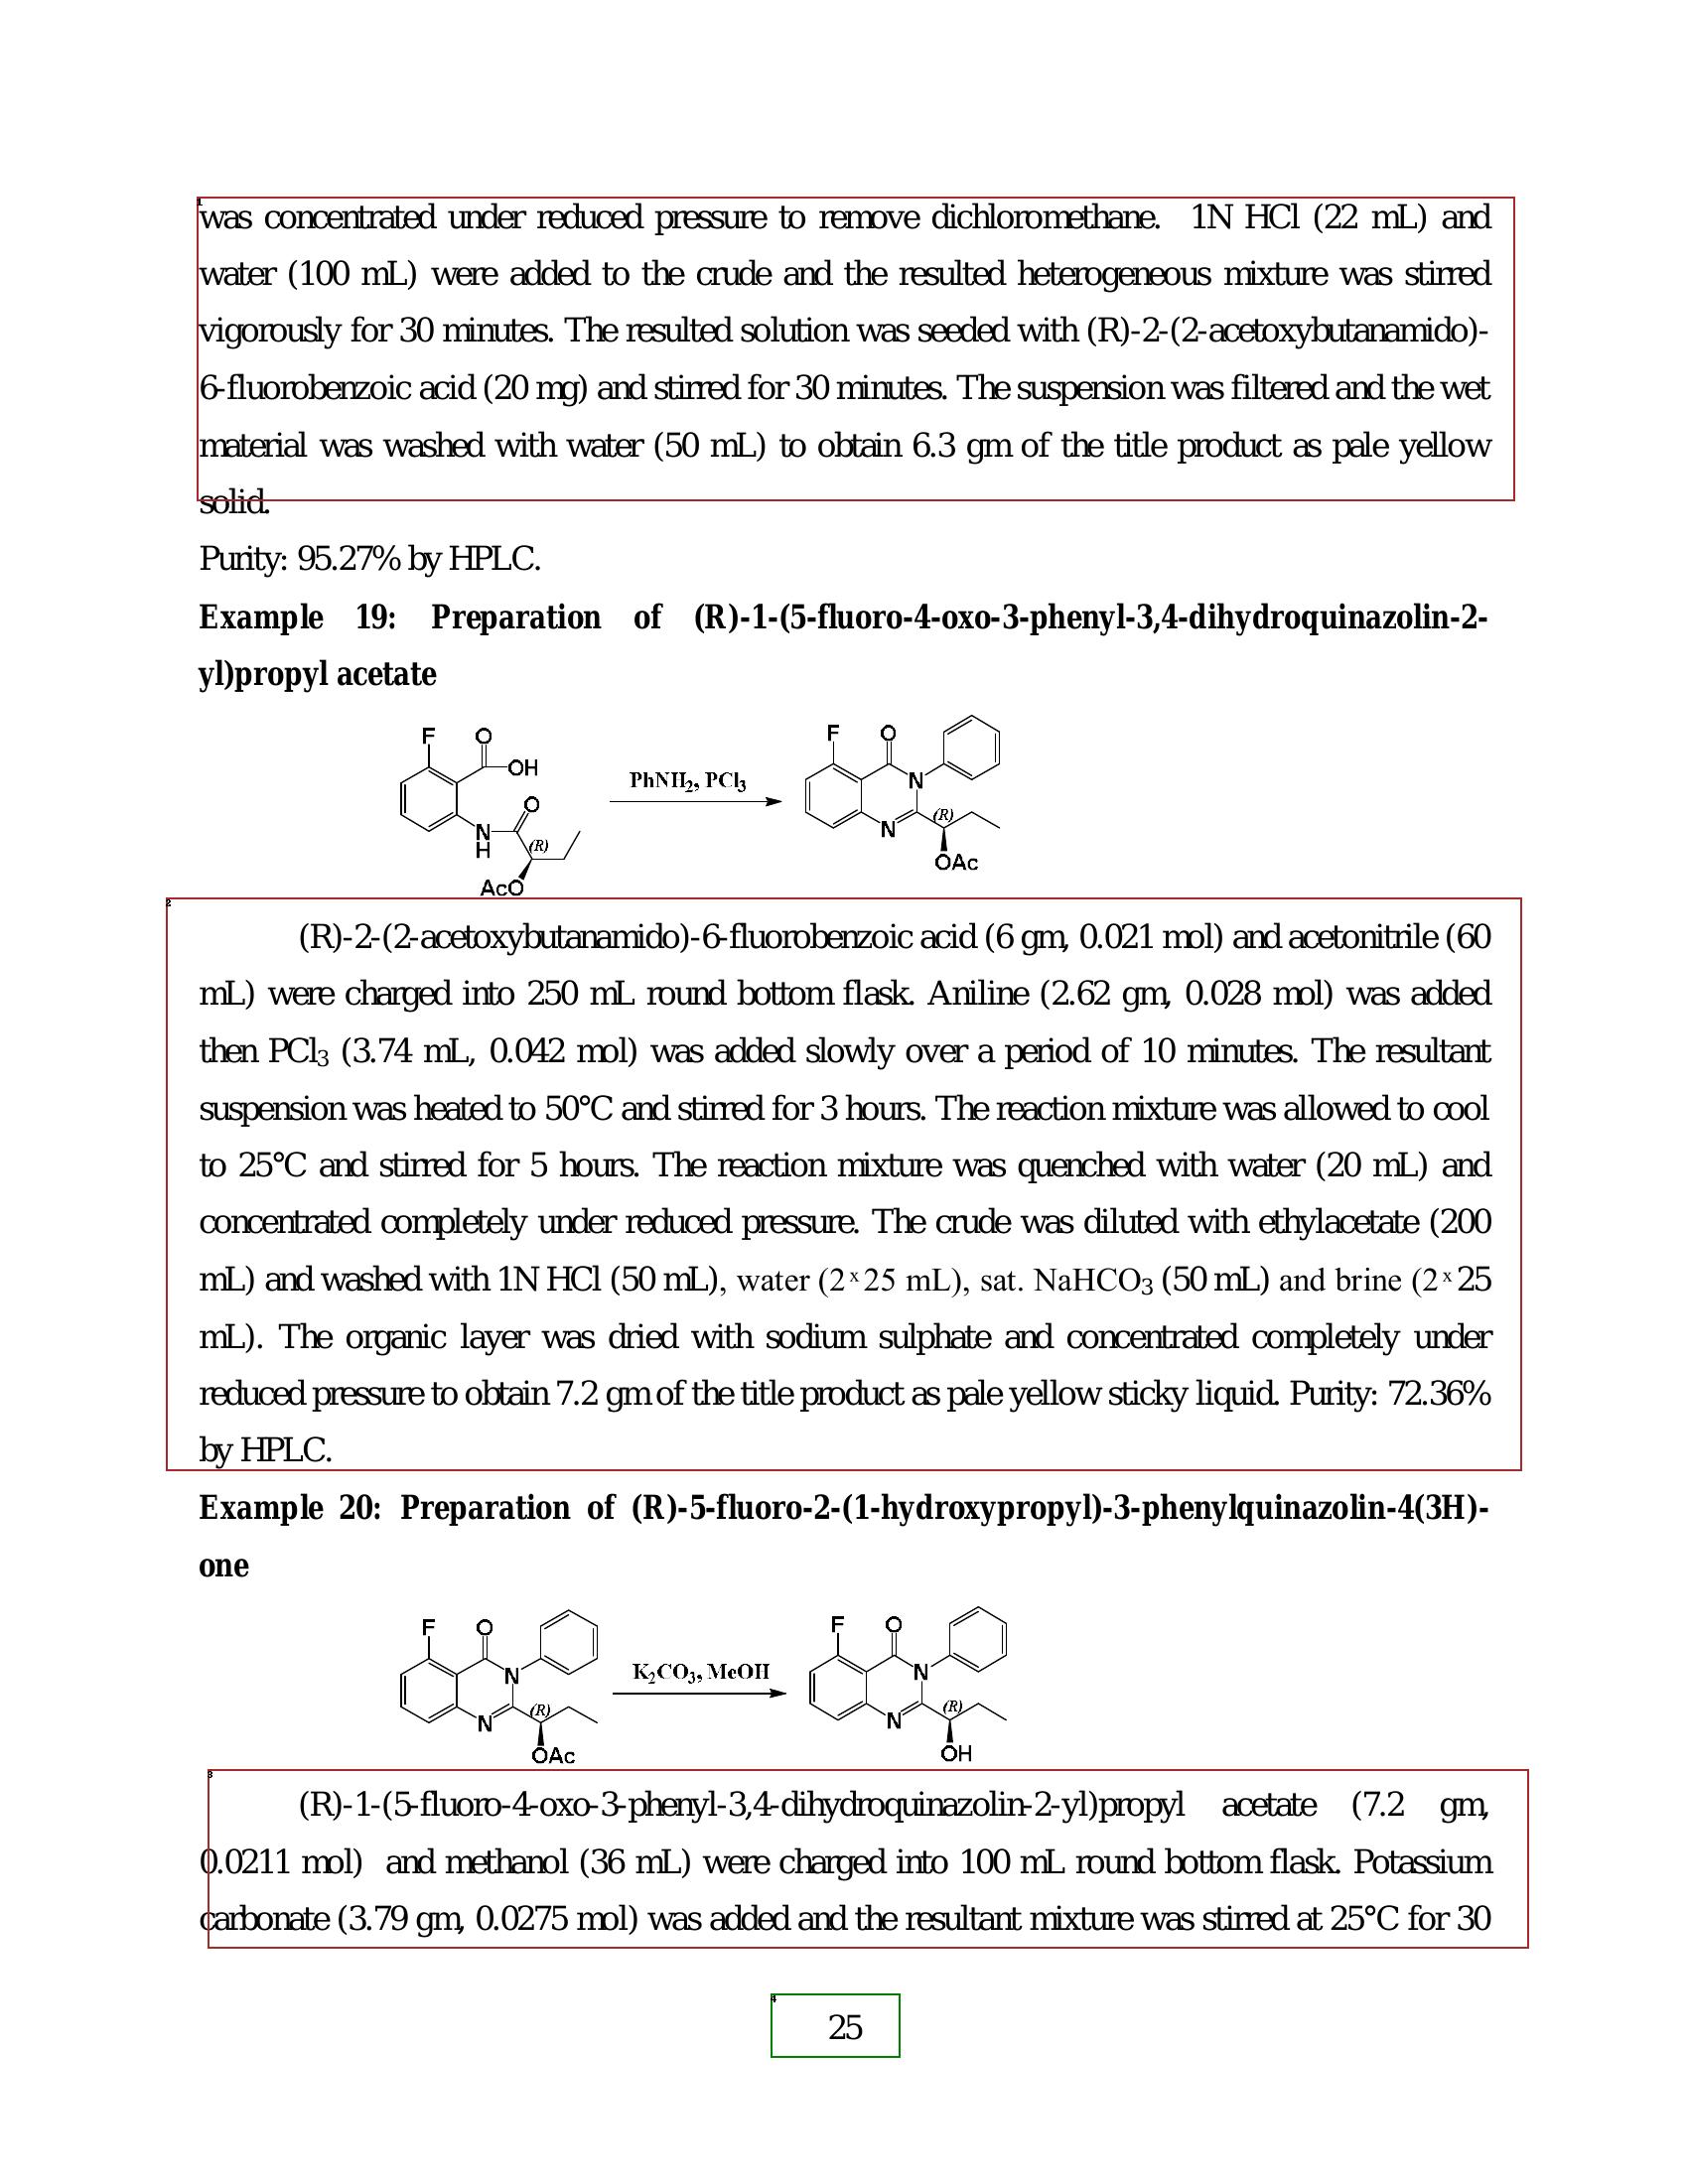 1
was concentrated under reduced pressure to remove dichloromethane. 1N HCl (22 mL) and
water (100 mL) were added to the crude and the resulted heterogeneous mixture was stirred
vigorously for 30 minutes. The resulted solution was seeded with (R)-2-(2-acetoxybutanamido)-
6-fluorobenzoic acid (20 mg) and stirred for 30 minutes. The suspension was filtered and the wet
material was washed with water (50 mL) to obtain 6.3 gm of the title product as pale yellow
solid.
Purity: 95.27% by HPLC.
Example 19: Preparation of (R)-1-(5-fluoro-4-oxo-3-phenyl-3,4-dihydroquinazolin-2-
yl)propyl acetate
F O OH O N H (R) AcO
PhNH₂, PCl₃
F O N N (R) OAc
2
(R)-2-(2-acetoxybutanamido)-6-fluorobenzoic acid (6 gm, 0.021 mol) and acetonitrile (60
mL) were charged into 250 mL round bottom flask. Aniline (2.62 gm, 0.028 mol) was added
then PCl₃ (3.74 mL, 0.042 mol) was added slowly over a period of 10 minutes. The resultant
suspension was heated to 50°C and stirred for 3 hours. The reaction mixture was allowed to cool
to 25°C and stirred for 5 hours. The reaction mixture was quenched with water (20 mL) and
concentrated completely under reduced pressure. The crude was diluted with ethylacetate (200
mL) and washed with 1N HCl (50 mL), water (2 x 25 mL), sat. NaHCO₃ (50 mL) and brine (2 x 25
mL). The organic layer was dried with sodium sulphate and concentrated completely under
reduced pressure to obtain 7.2 gm of the title product as pale yellow sticky liquid. Purity: 72.36%
by HPLC.
Example 20: Preparation of (R)-5-fluoro-2-(1-hydroxypropyl)-3-phenylquinazolin-4(3H)-
one
F O N N (R) OAc
K₂CO₃, MeOH
F O N N (R) OH
3
(R)-1-(5-fluoro-4-oxo-3-phenyl-3,4-dihydroquinazolin-2-yl)propyl acetate (7.2 gm,
0.0211 mol) and methanol (36 mL) were charged into 100 mL round bottom flask. Potassium
carbonate (3.79 gm, 0.0275 mol) was added and the resultant mixture was stirred at 25°C for 30
4
25